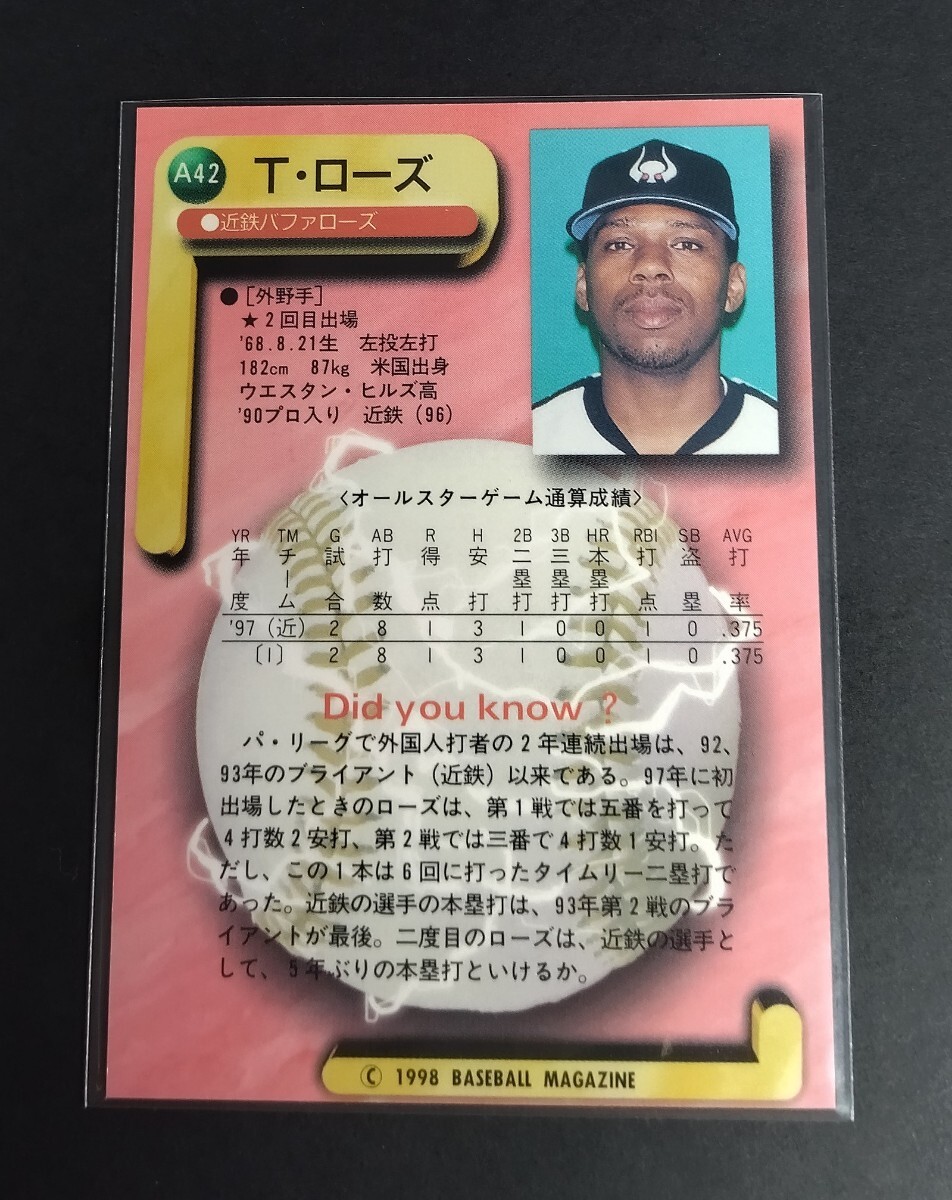 A42
T・ローズ
●近鉄バファローズ
●[外野手]
★2回目出場
'68.8.21生 左投左打
182cm 87kg 米国出身
ウエスタン・ヒルズ高
'90プロ入り 近鉄(96)
〈オールスターゲーム通算成績〉
YR TM G AB R H 2B 3B HR RBI SB AVG
年度 チーム 試合 打数 得点 安打 二塁打 三塁打 本塁打 打点 盗塁 打率
'97(近) 2 8 1 3 1 0 0 1 0 .375
〔1〕 2 8 1 3 1 0 0 1 0 .375
Did you know ?
パ・リーグで外国人打者の2年連続出場は、92、
93年のブライアント(近鉄)以来である。97年に初
出場したときのローズは、第1戦では五番を打って
4打数2安打、第2戦では三番で4打数1安打。た
だし、この1本は6回に打ったタイムリー二塁打で
あった。近鉄の選手の本塁打は、93年第2戦のブラ
イアントが最後。二度目のローズは、近鉄の選手と
して、5年ぶりの本塁打といけるか。
© 1998 BASEBALL MAGAZINE